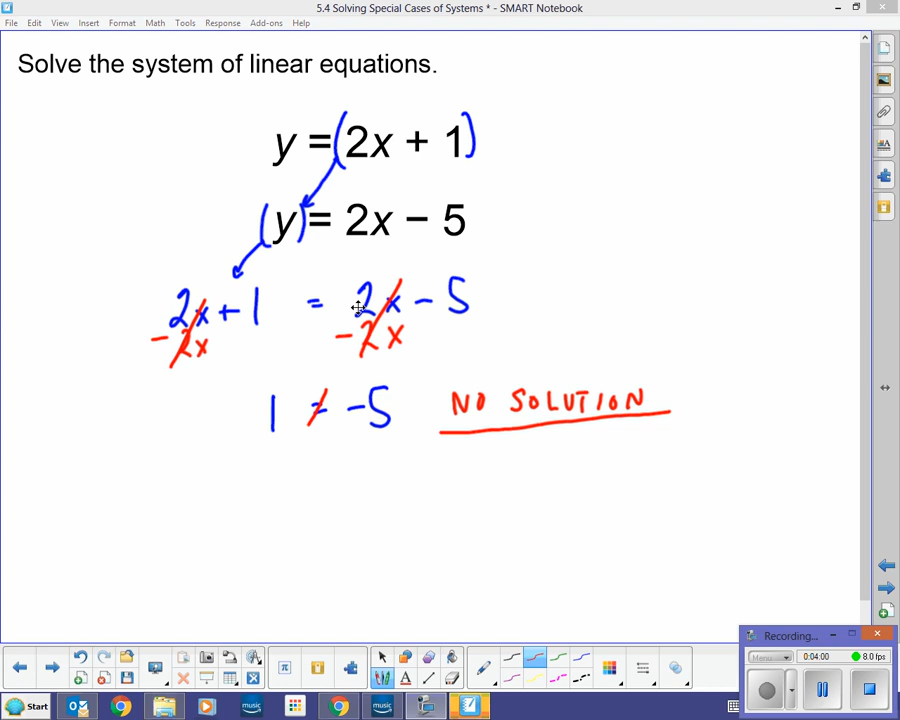 5.4 Solving Special Cases of Systems * - SMART Notebook
File Edit View Insert Format Math Tools Response Add-ons Help
Solve the system of linear equations.
y = (2x + 1)
(y) = 2x − 5
2x + 1 = 2x - 5
- 2x - 2x
1 ≠ -5 NO SOLUTION
Recording...
Menu 0:04:00 8.0 fps
π
A
Start music music